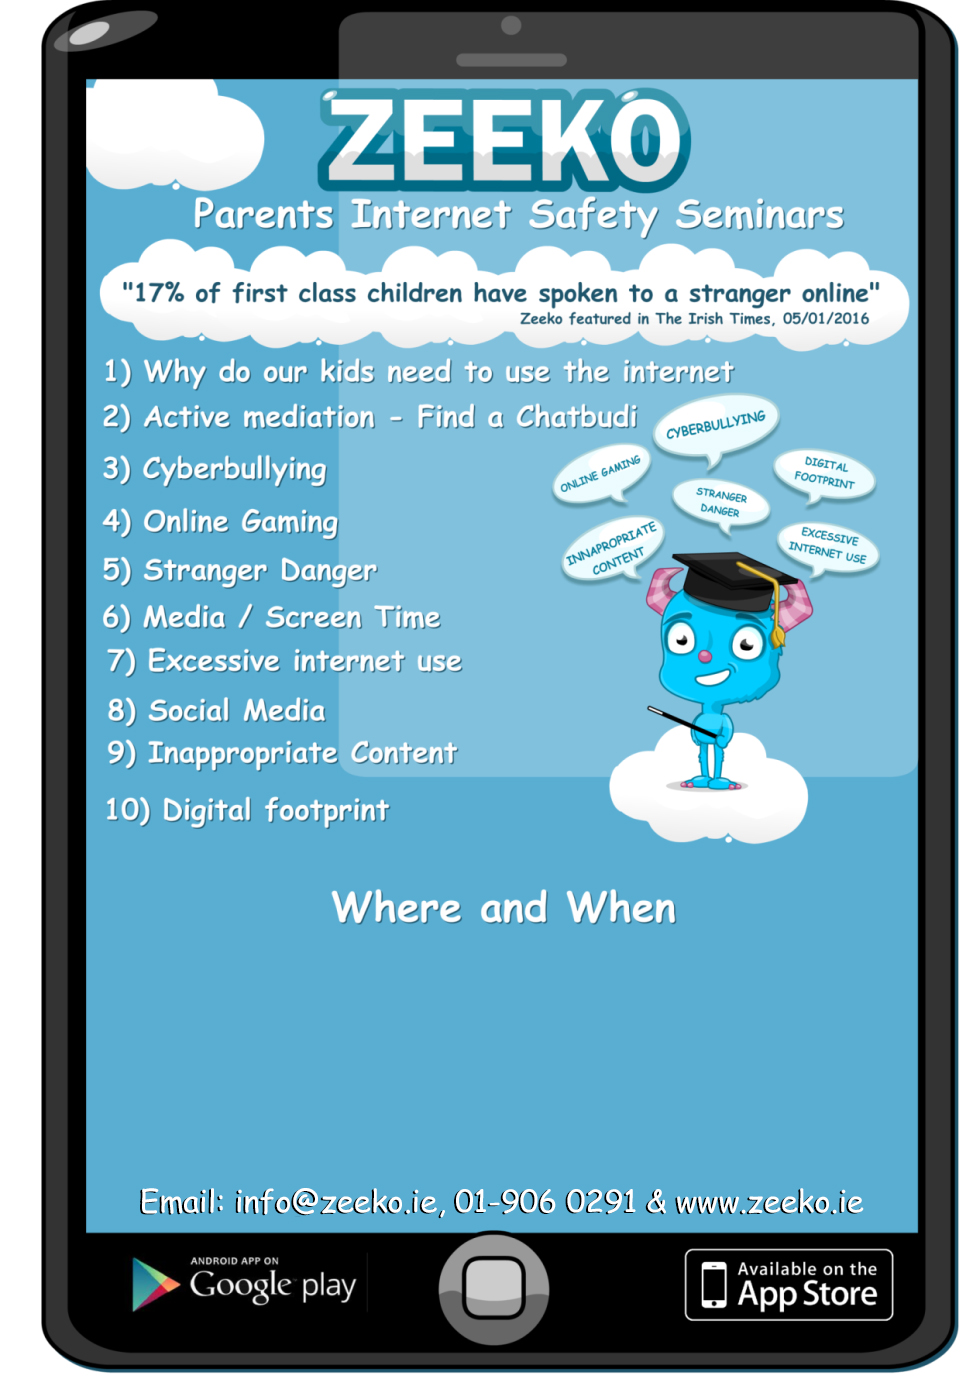 ZEEKO
Parents Internet Safety Seminars
"17% of first class children have spoken to a stranger online"
Zeeko featured in The Irish Times, 05/01/2016
1) Why do our kids need to use the internet
2) Active mediation - Find a Chatbudi
3) Cyberbullying
4) Online Gaming
5) Stranger Danger
6) Media / Screen Time
7) Excessive internet use
8) Social Media
9) Inappropriate Content
10) Digital footprint
CYBERBULLYING
ONLINE GAMING
DIGITAL
FOOTPRINT
STRANGER
DANGER
INNAPROPRIATE
CONTENT
EXCESSIVE
INTERNET USE
Where and When
Email: info@zeeko.ie, 01-906 0291 & www.zeeko.ie
ANDROID APP ON
Google play
Available on the
App Store